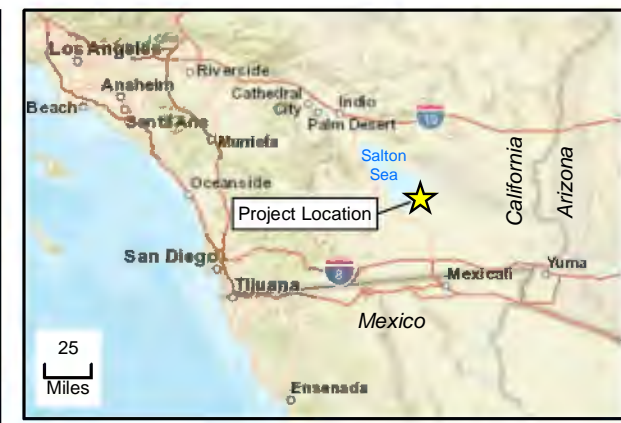 Los Angeles
Riverside
Anaheim
Cathedral
City
Indio
Beach
Palm Desert
10
Santa Ana
Murrieta
Salton
Sea
California
Arizona
Oceanside
Project Location
San Diego
8
Mexicali
Yuma
Tijuana
Mexico
25
Miles
Ensenada